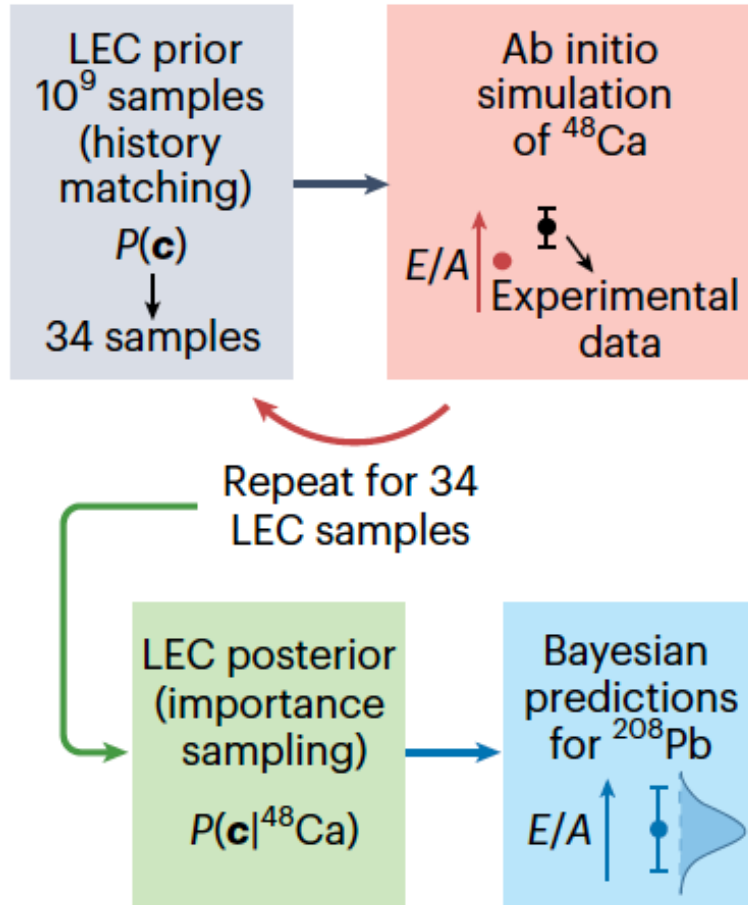 LEC prior
10⁹ samples
(history
matching)
P(c)
34 samples
Ab initio
simulation
of ⁴⁸Ca
E/A
Experimental
data
Repeat for 34
LEC samples
LEC posterior
(importance
sampling)
P(c|⁴⁸Ca)
Bayesian
predictions
for ²⁰⁸Pb
E/A